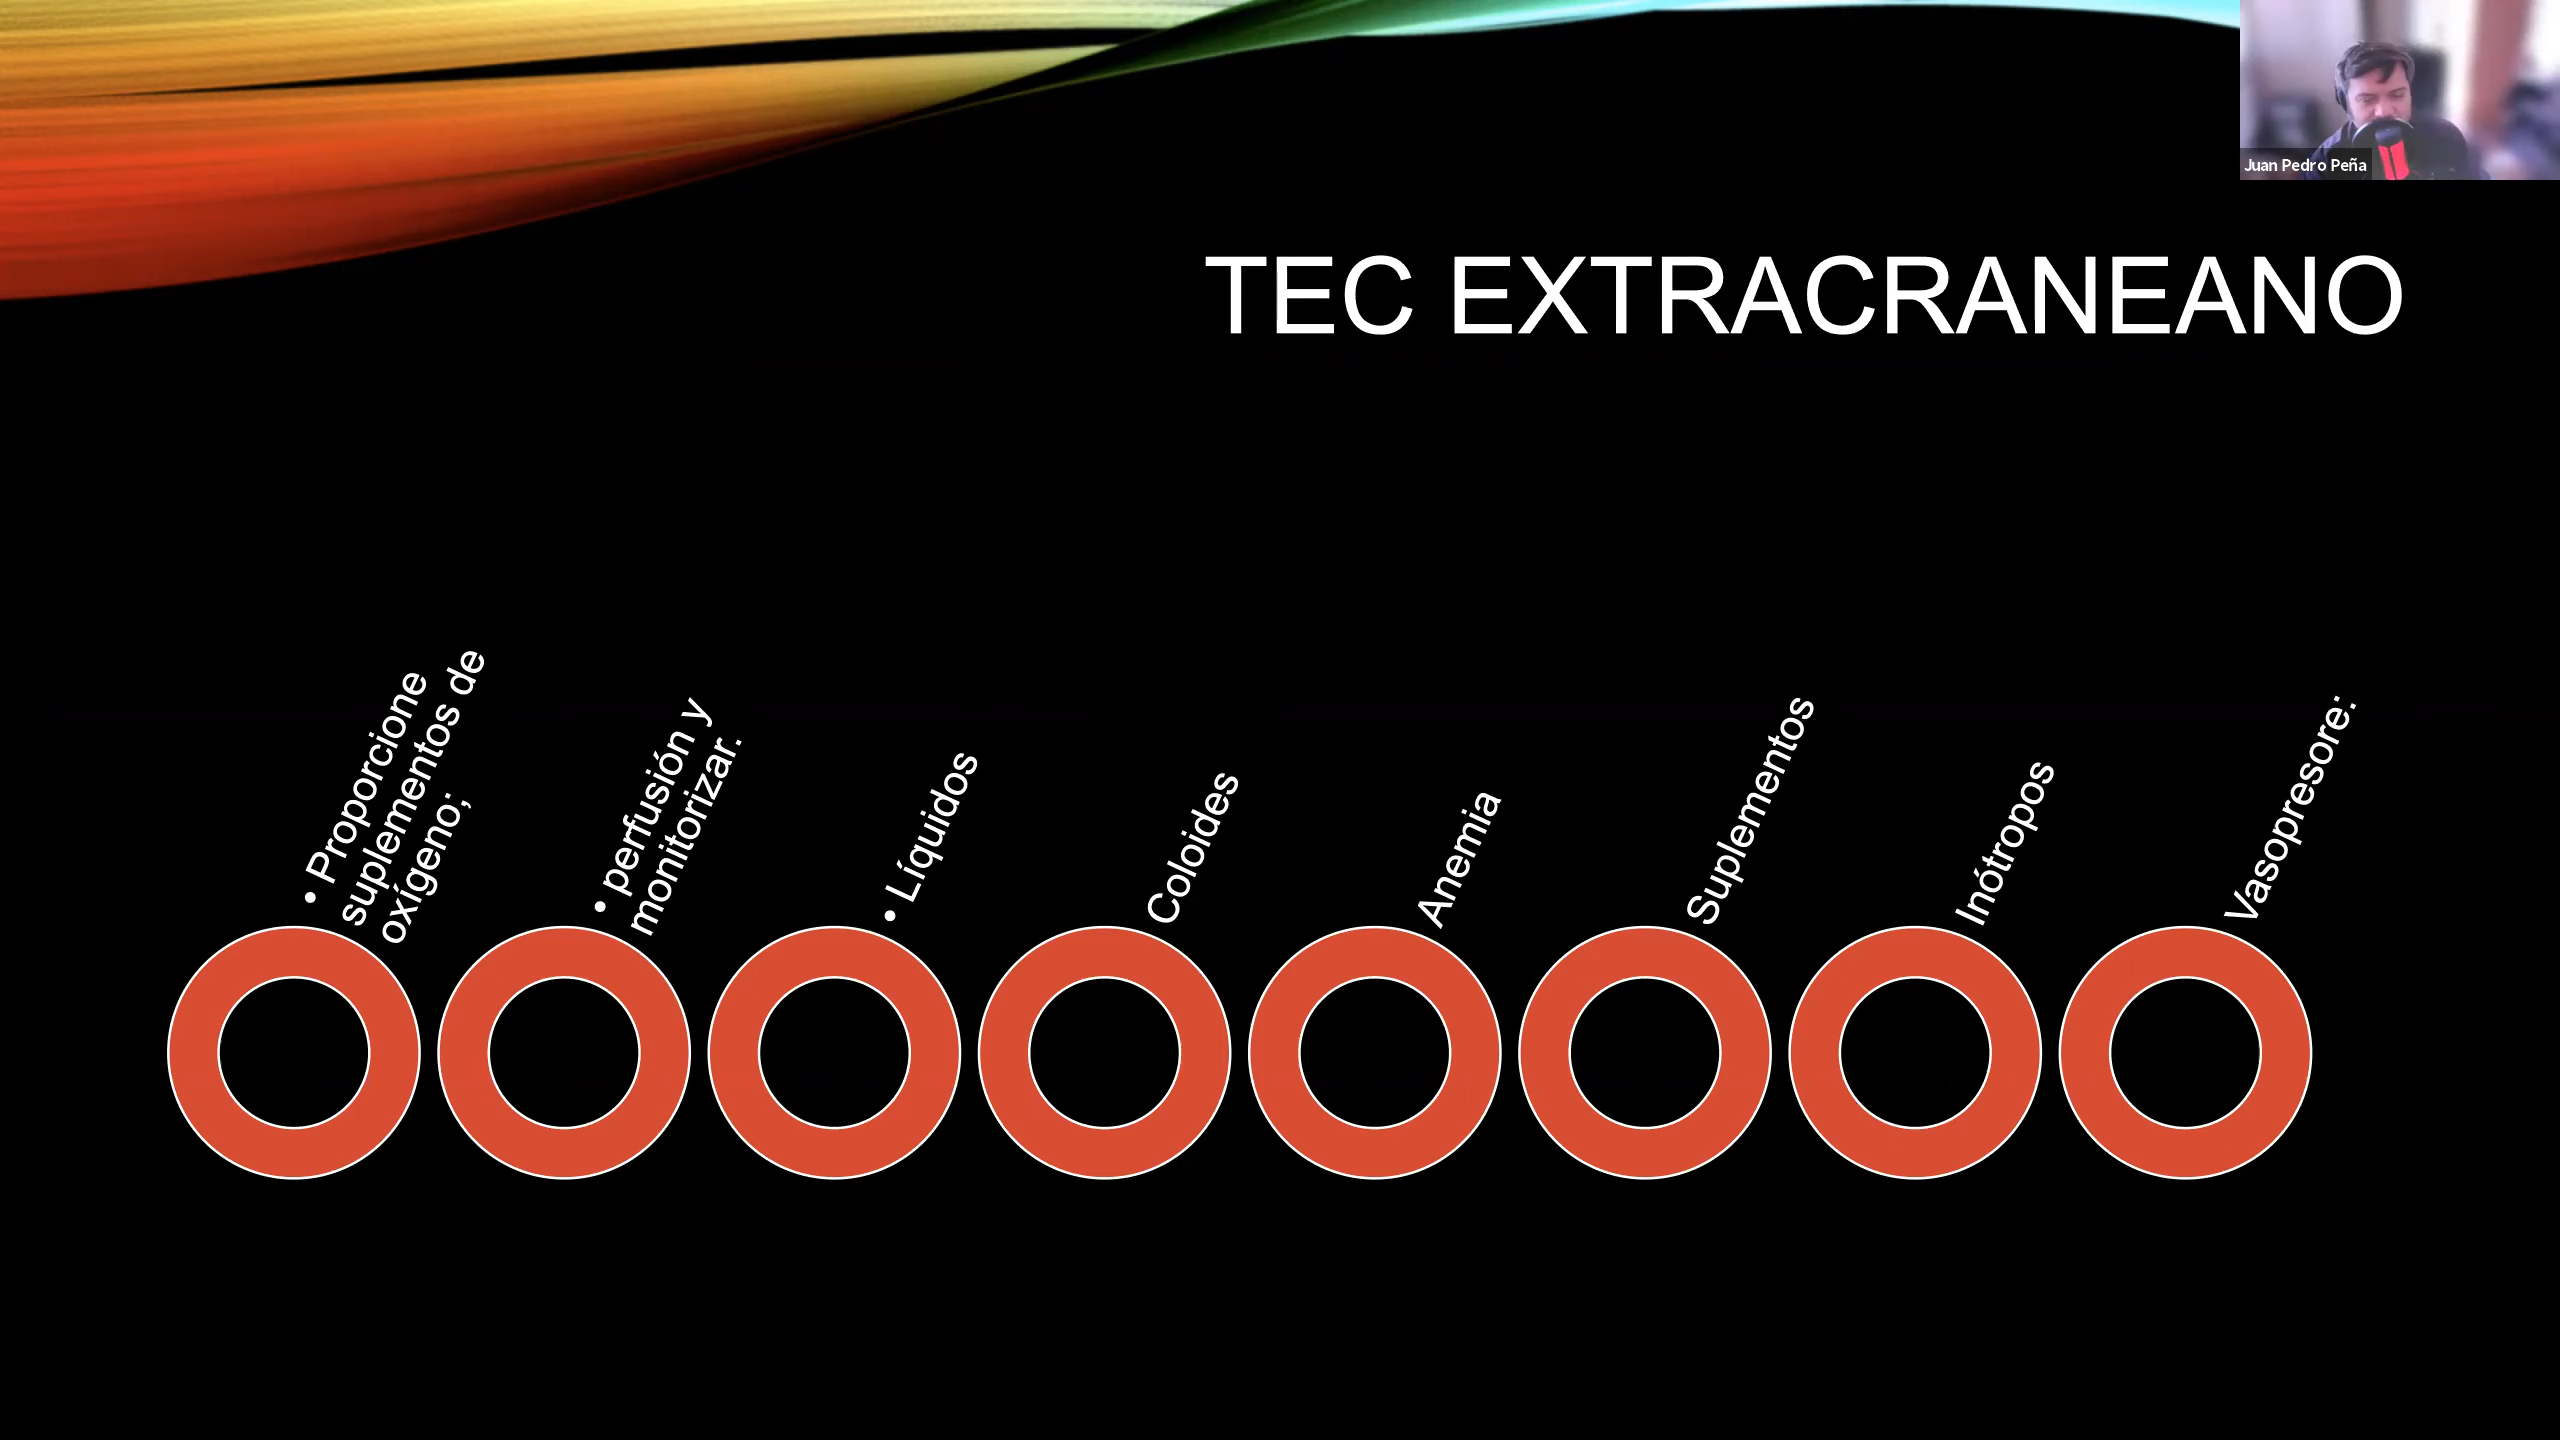 Juan Pedro Peña
TEC EXTRACRANEANO
• Proporcione
suplementos de
oxígeno;
• perfusión y
monitorizar.
• Líquidos
Coloides
Anemia
Suplementos
Inótropos
Vasopresore: